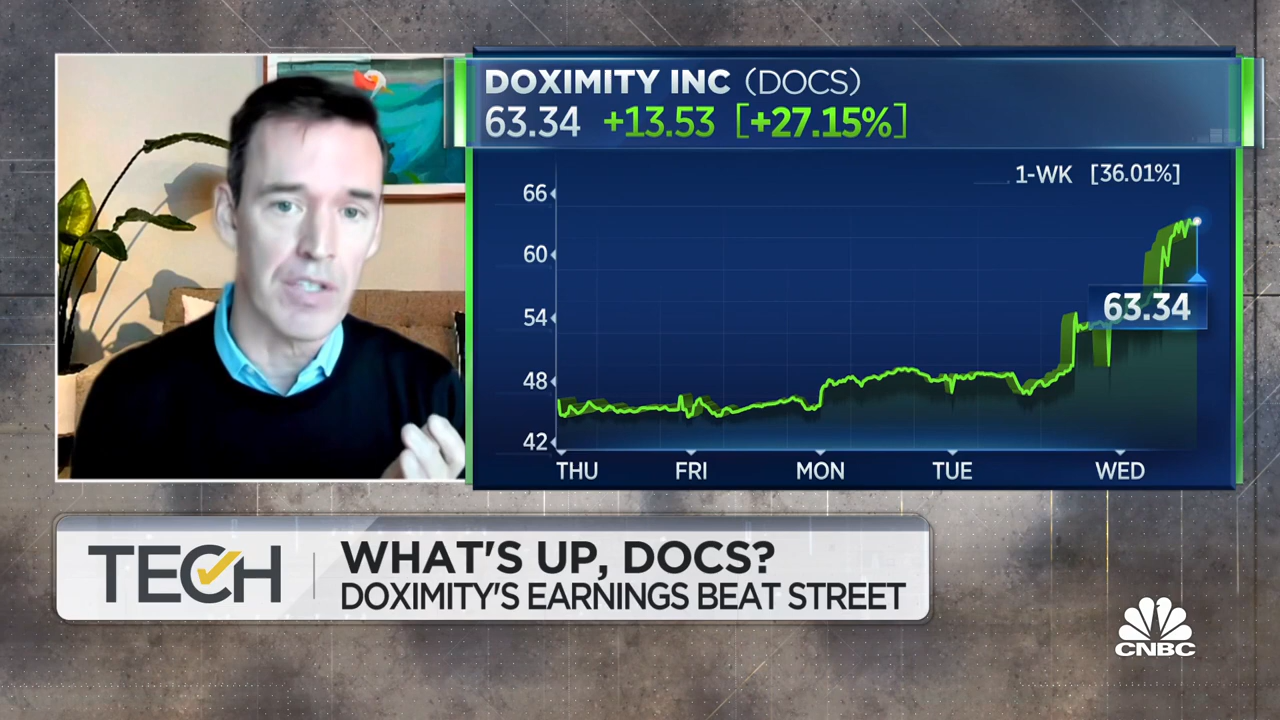 DOXIMITY INC (DOCS)
63.34 +13.53 [+27.15%]
1-WK [36.01%]
66
60
54
48
42
63.34
THU FRI MON TUE WED
TECH
WHAT'S UP, DOCS?
DOXIMITY'S EARNINGS BEAT STREET
CNBC